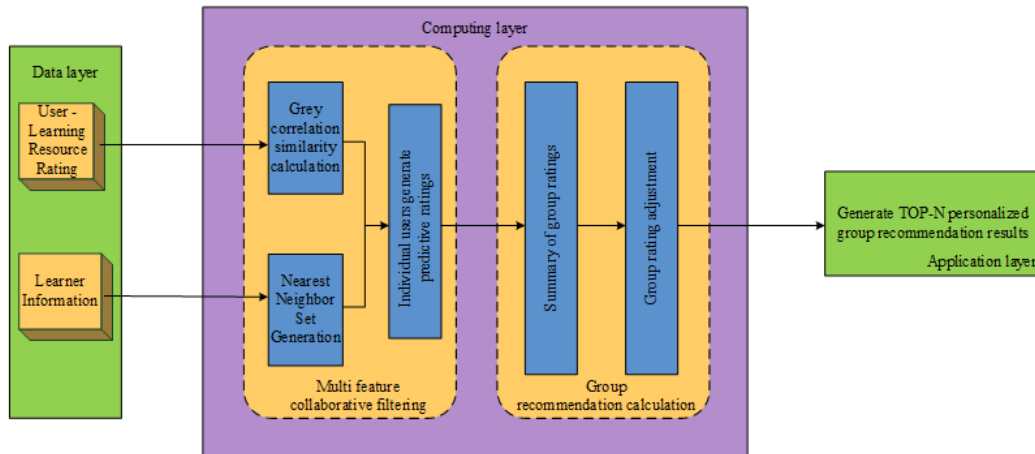 Computing layer
Data layer
User -
Learning
Resource
Rating
Learner
Information
Grey
correlation
similarity
calculation
Nearest
Neighbor
Set
Generation
Individual users generate
predictive ratings
Multi feature
collaborative filtering
Summary of group ratings
Group rating adjustment
Group
recommendation calculation
Generate TOP-N personalized
group recommendation results
Application layer